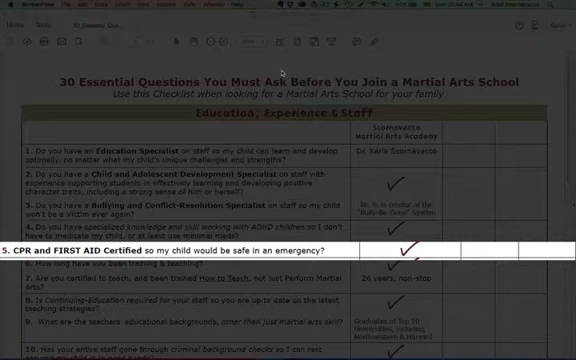 Home Tools
30 Essential Questions You Must Ask Before You Join a Martial Arts School
Use this Checklist when looking for a Martial Arts School for your family.
Education, Experience & Staff
Scornavacco
Martial Arts Academy
1. Do you have an Education Specialist on staff so my child can learn and develop
optimally, no matter what my child's unique challenges and strengths?
Dr. Karla Scornavacco
2. Do you have a Child and Adolescent Development Specialist on staff with
experience supporting students in effectively learning and developing positive
character traits, including a strong sense of him or herself?
3. Do you have a Bullying and Conflict-Resolution Specialist on staff so my child
won't be a victim ever again?
Dr. S. is creator of the
"Bully-Be Gone" System
4. Do you have specialized knowledge and skill working with ADHD children so I don't
have to medicate my child, or at least use minimal meds?
5. CPR and FIRST AID Certified so my child would be safe in an emergency?
6. How long have you been training & teaching?
7. Are you certified to teach, and been trained How to Teach, not just Perform Martial
Arts?
26 years, non-stop
8. Is Continuing-Education required for your staff so you are up to date on the latest
teaching strategies?
9. What are the teachers' educational backgrounds, other than just martial arts skill?
Graduates of Top 10
Universities, including
Northwestern & Harvard
10. Has your entire staff gone through criminal background checks so I can rest